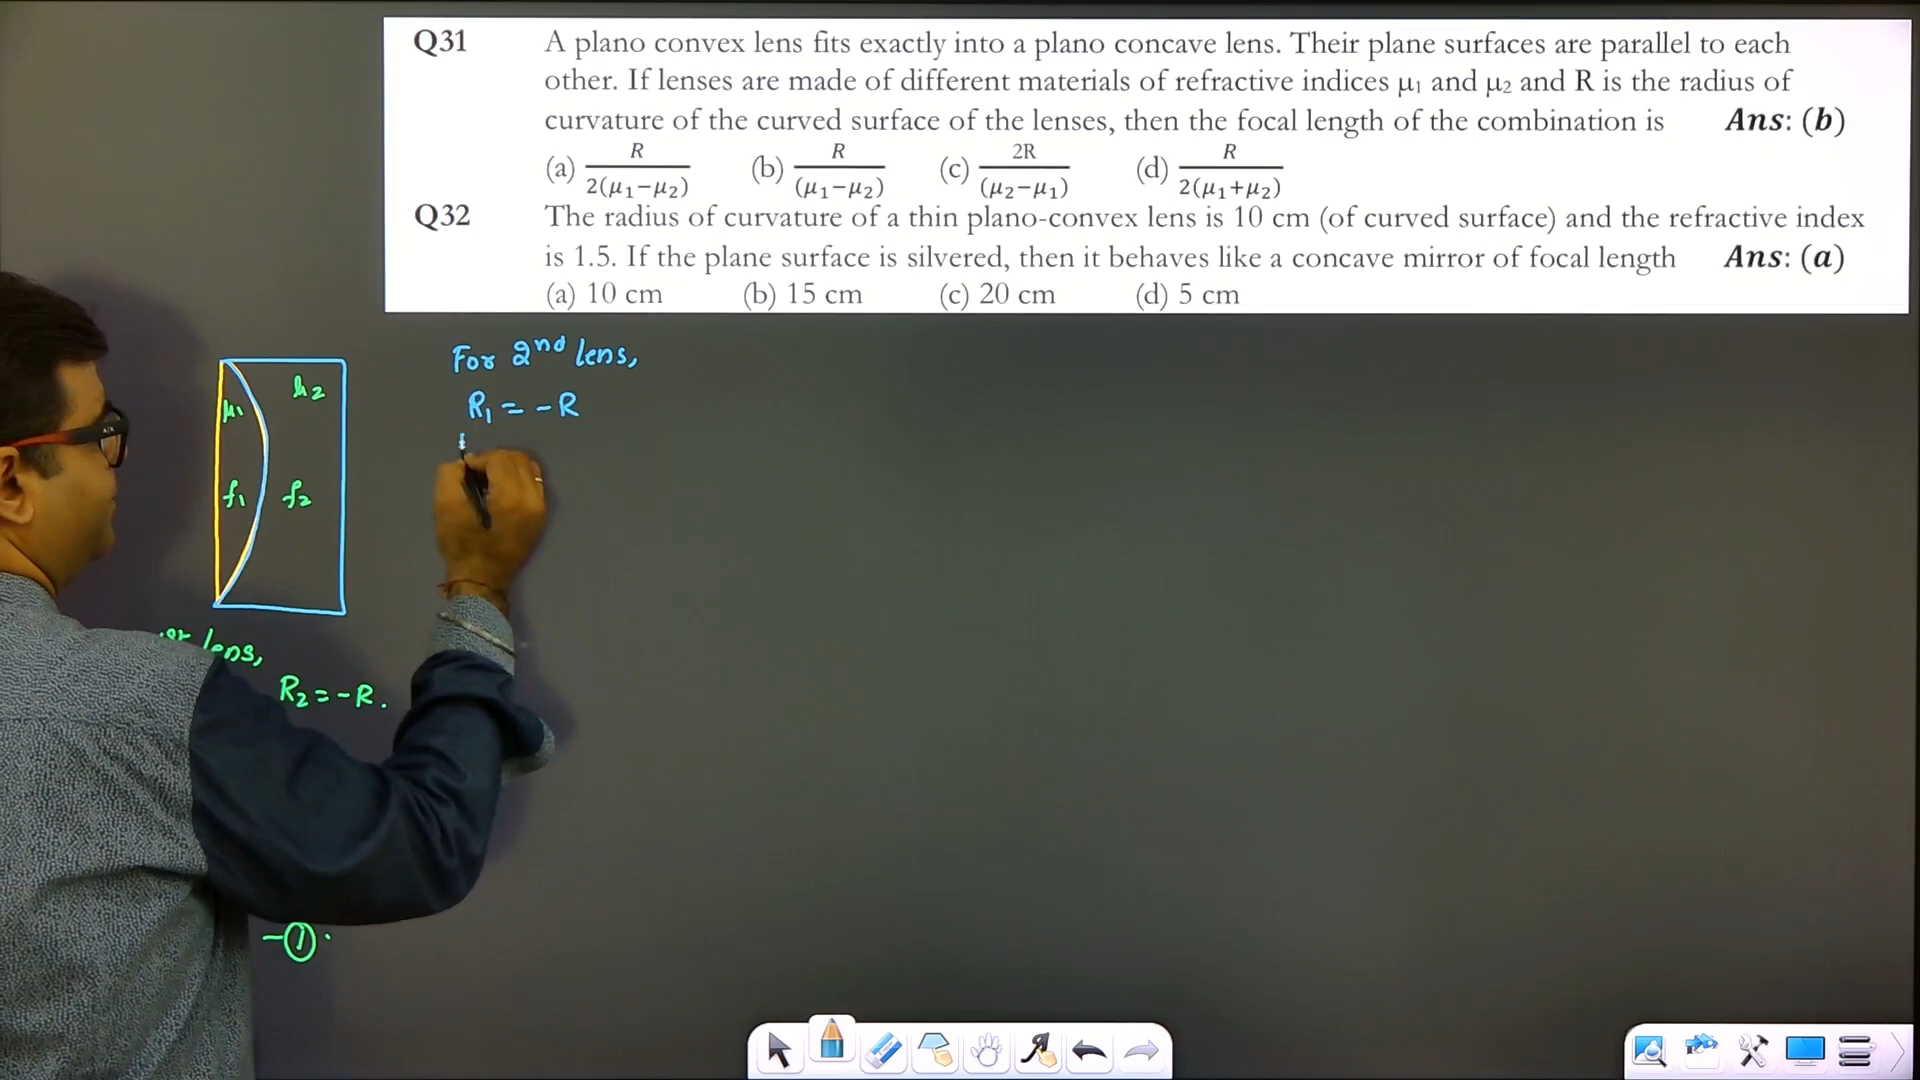 Q31 A plano convex lens fits exactly into a plano concave lens. Their plane surfaces are parallel to each
other. If lenses are made of different materials of refractive indices μ₁ and μ₂ and R is the radius of
curvature of the curved surface of the lenses, then the focal length of the combination is Ans: (b)
(a) R/2(μ₁−μ₂) (b) R/(μ₁−μ₂) (c) 2R/(μ₂−μ₁) (d) R/2(μ₁+μ₂)
Q32 The radius of curvature of a thin plano-convex lens is 10 cm (of curved surface) and the refractive index
is 1.5. If the plane surface is silvered, then it behaves like a concave mirror of focal length Ans: (a)
(a) 10 cm (b) 15 cm (c) 20 cm (d) 5 cm
For 2nd lens,
R₁ = -R
μ₁ μ₂
f₁ f₂
lens,
R₂ = -R.
-①.